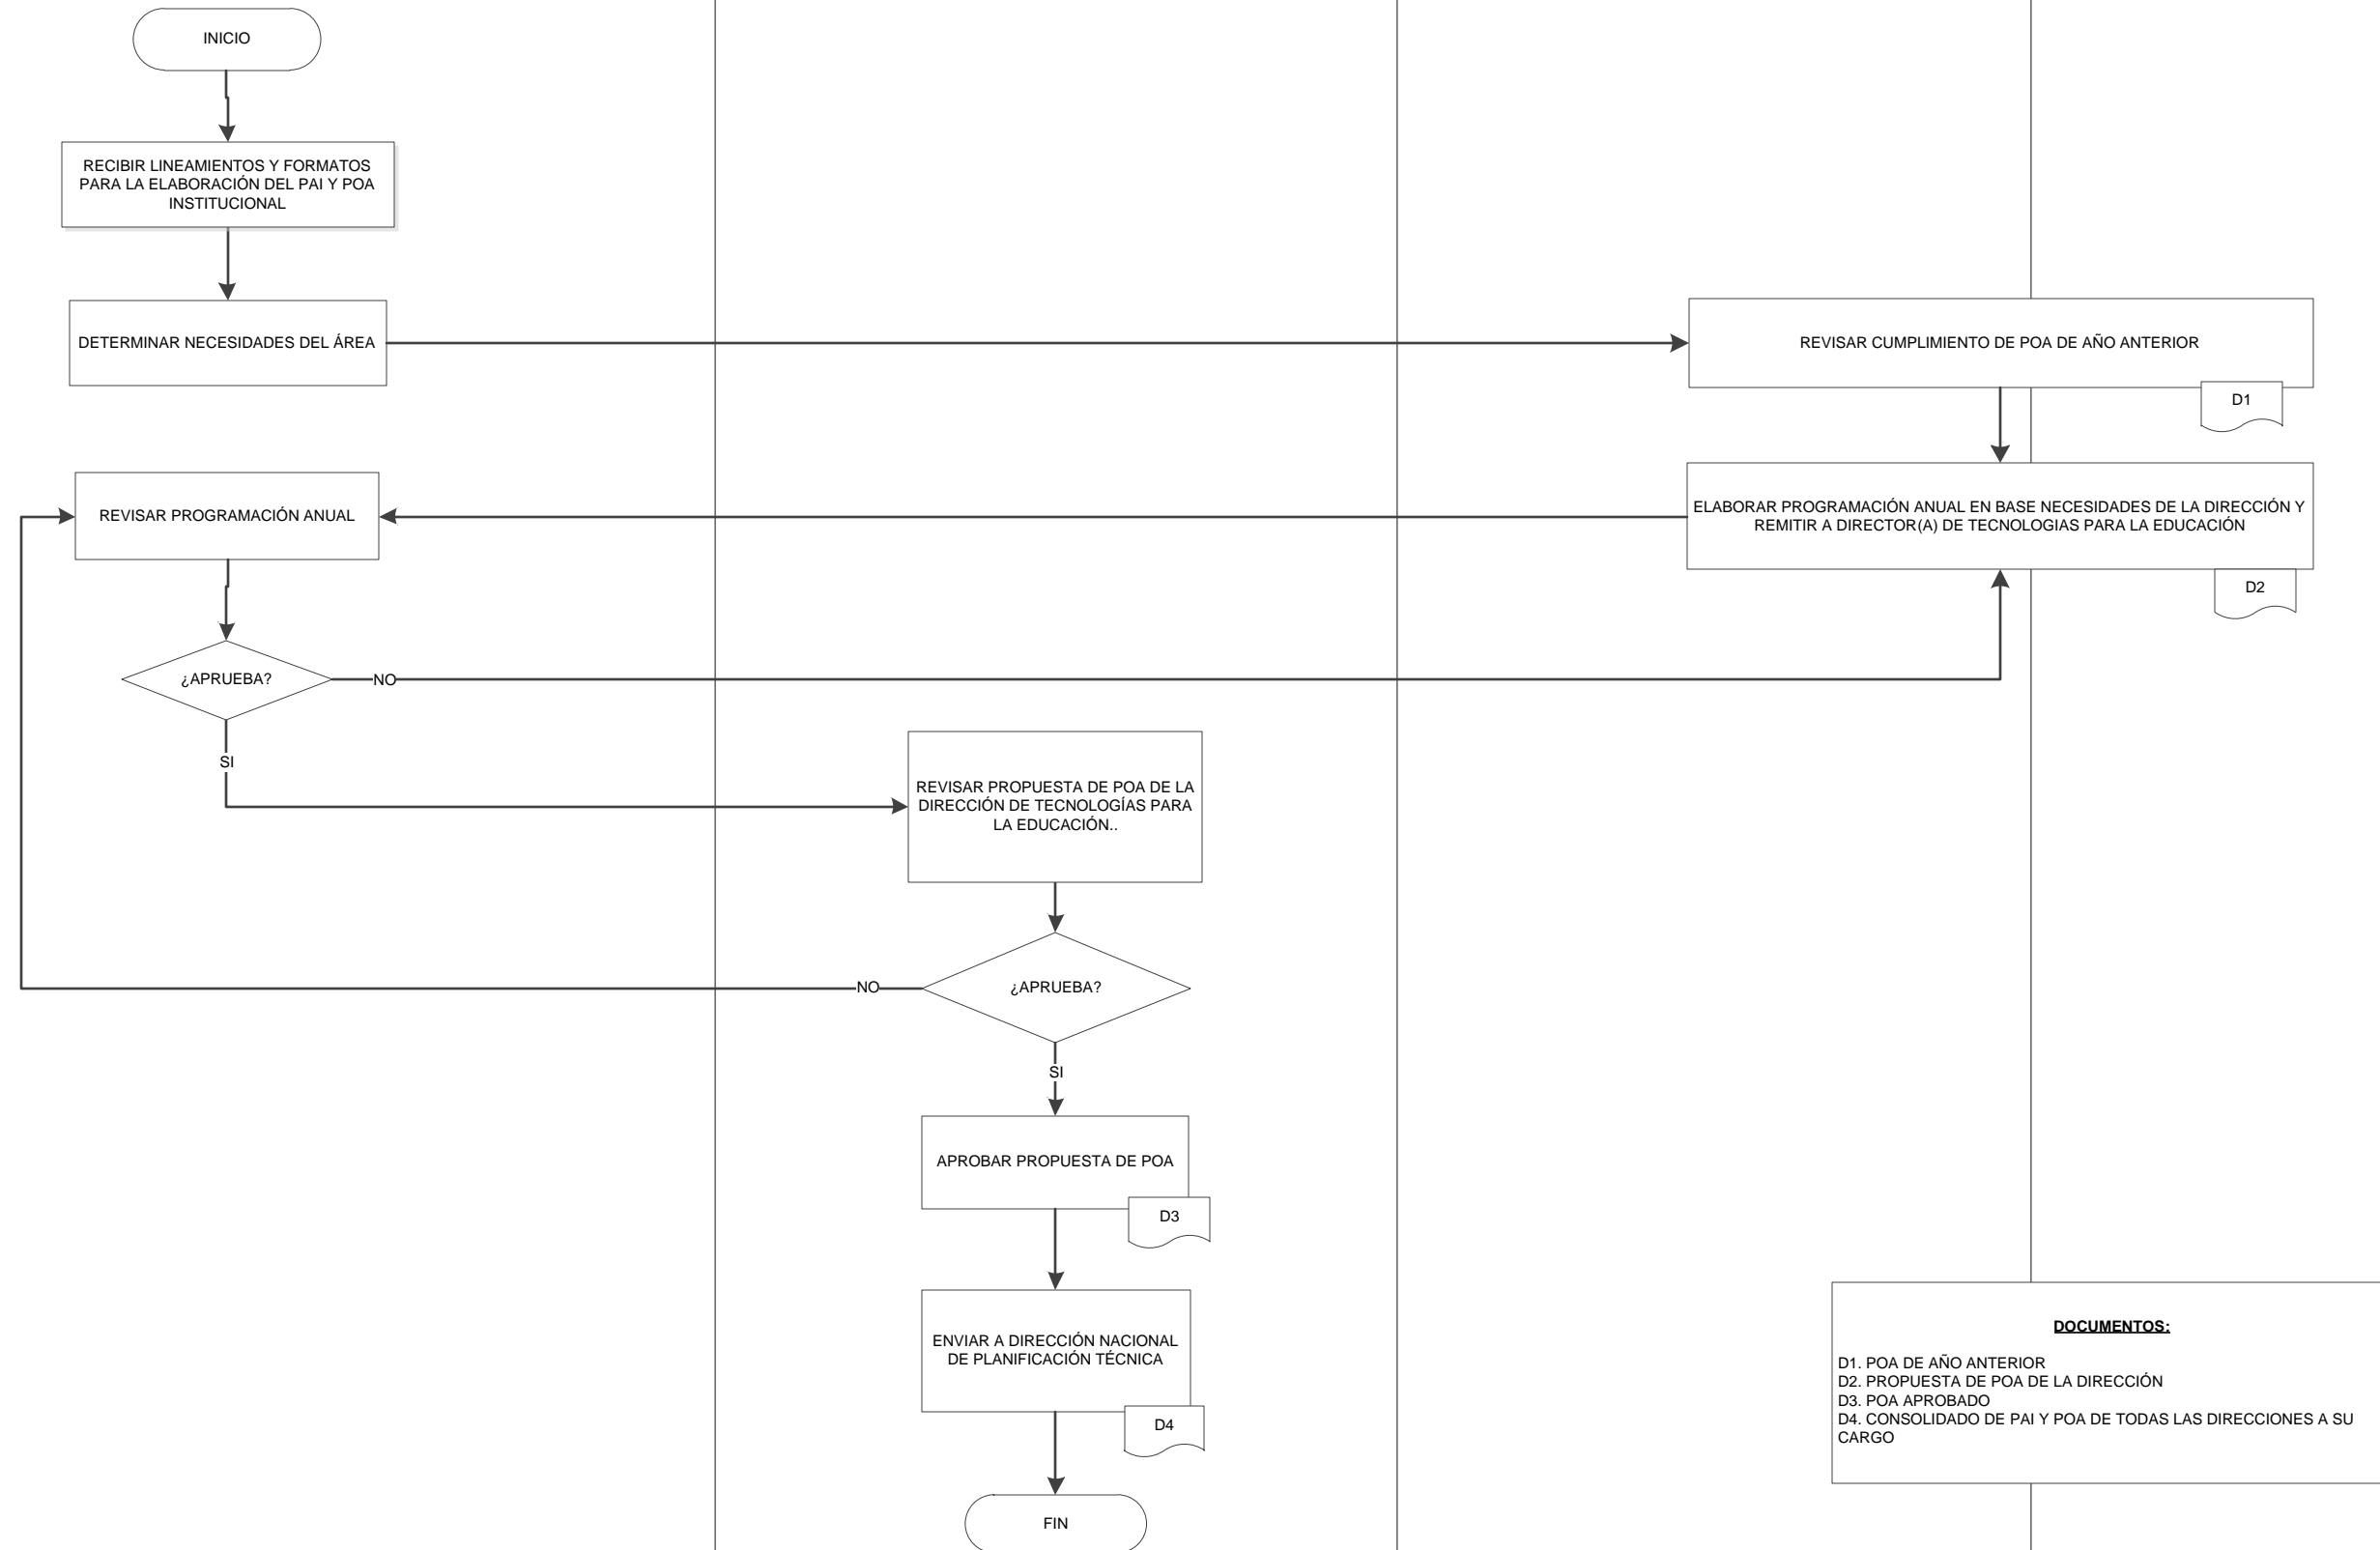 INICIO
RECIBIR LINEAMIENTOS Y FORMATOS
PARA LA ELABORACIÓN DEL PAI Y POA
INSTITUCIONAL
DETERMINAR NECESIDADES DEL ÁREA
REVISAR CUMPLIMIENTO DE POA DE AÑO ANTERIOR
D1
REVISAR PROGRAMACIÓN ANUAL
ELABORAR PROGRAMACIÓN ANUAL EN BASE NECESIDADES DE LA DIRECCIÓN Y
REMITIR A DIRECTOR(A) DE TECNOLOGIAS PARA LA EDUCACIÓN
D2
¿APRUEBA?
NO
SI
REVISAR PROPUESTA DE POA DE LA
DIRECCIÓN DE TECNOLOGÍAS PARA
LA EDUCACIÓN..
NO
¿APRUEBA?
SI
APROBAR PROPUESTA DE POA
D3
ENVIAR A DIRECCIÓN NACIONAL
DE PLANIFICACIÓN TÉCNICA
D4
FIN
DOCUMENTOS:
D1. POA DE AÑO ANTERIOR
D2. PROPUESTA DE POA DE LA DIRECCIÓN
D3. POA APROBADO
D4. CONSOLIDADO DE PAI Y POA DE TODAS LAS DIRECCIONES A SU
CARGO